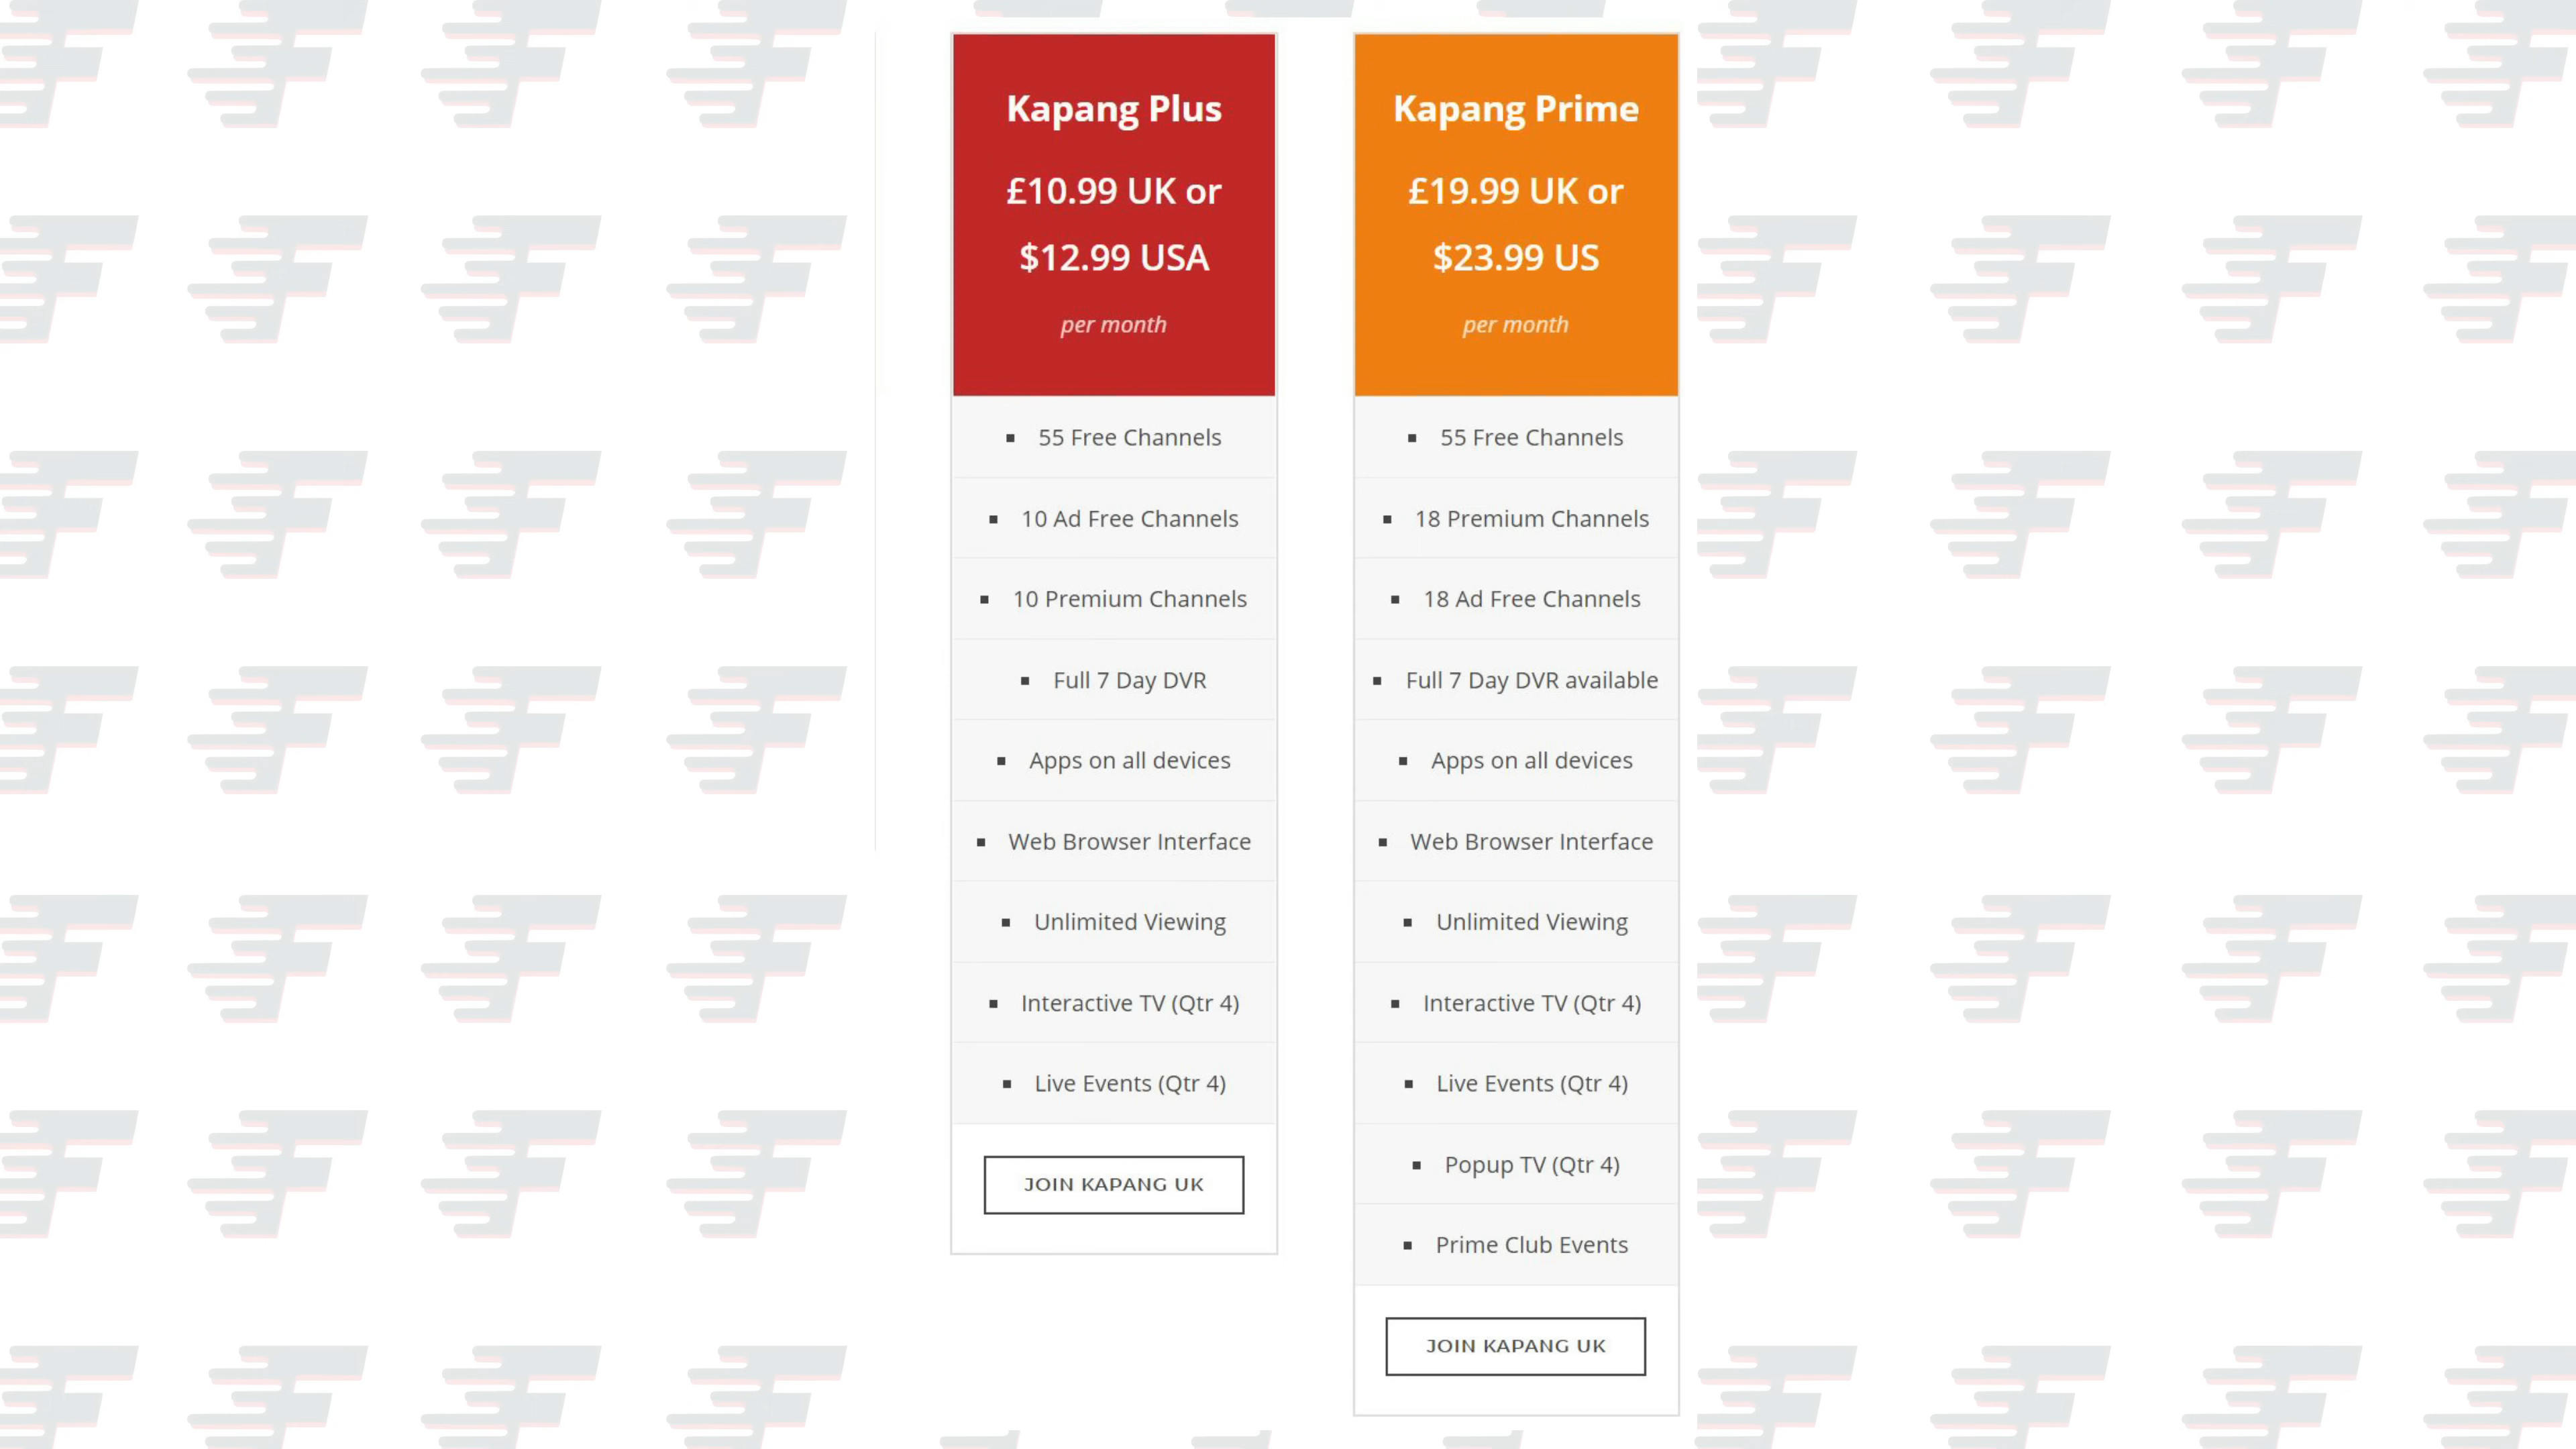 Kapang Plus
£10.99 UK or
$12.99 USA
per month
▪ 55 Free Channels
▪ 10 Ad Free Channels
▪ 10 Premium Channels
▪ Full 7 Day DVR
▪ Apps on all devices
▪ Web Browser Interface
▪ Unlimited Viewing
▪ Interactive TV (Qtr 4)
▪ Live Events (Qtr 4)
JOIN KAPANG UK
Kapang Prime
£19.99 UK or
$23.99 US
per month
▪ 55 Free Channels
▪ 18 Premium Channels
▪ 18 Ad Free Channels
▪ Full 7 Day DVR available
▪ Apps on all devices
▪ Web Browser Interface
▪ Unlimited Viewing
▪ Interactive TV (Qtr 4)
▪ Live Events (Qtr 4)
▪ Popup TV (Qtr 4)
▪ Prime Club Events
JOIN KAPANG UK